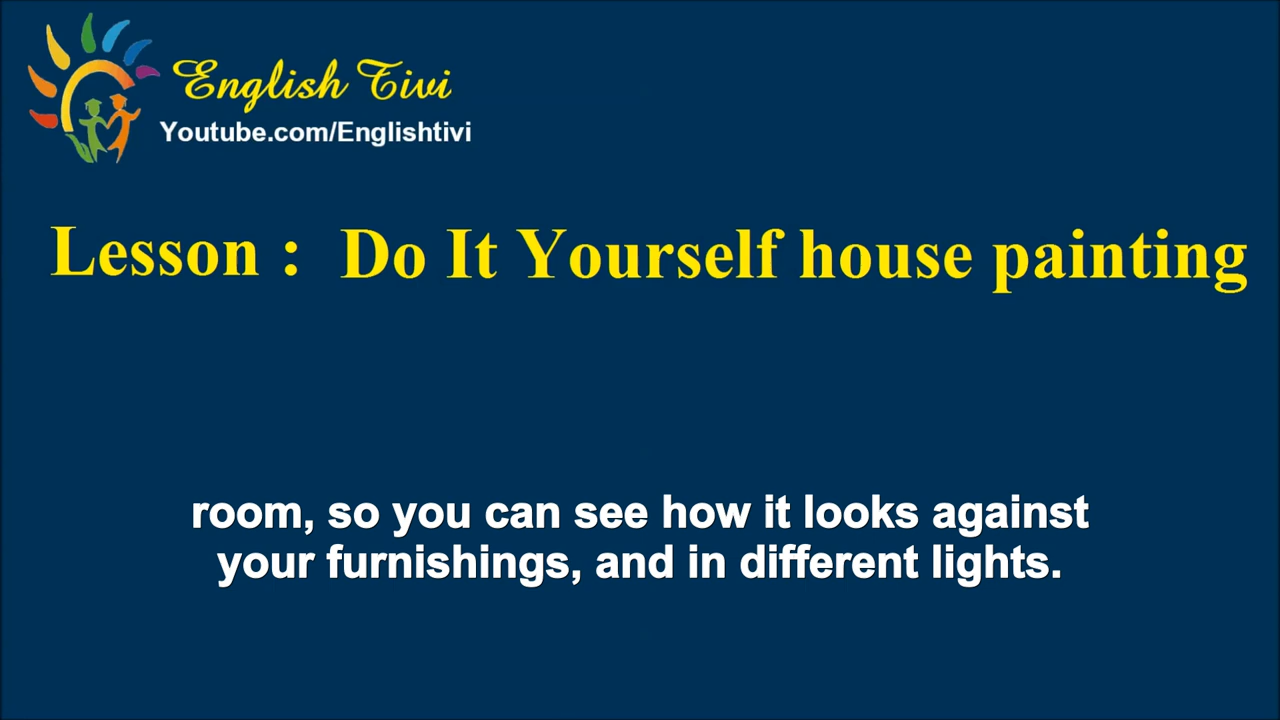 English Tivi
Youtube.com/Englishtivi
Lesson : Do It Yourself house painting
room, so you can see how it looks against
your furnishings, and in different lights.